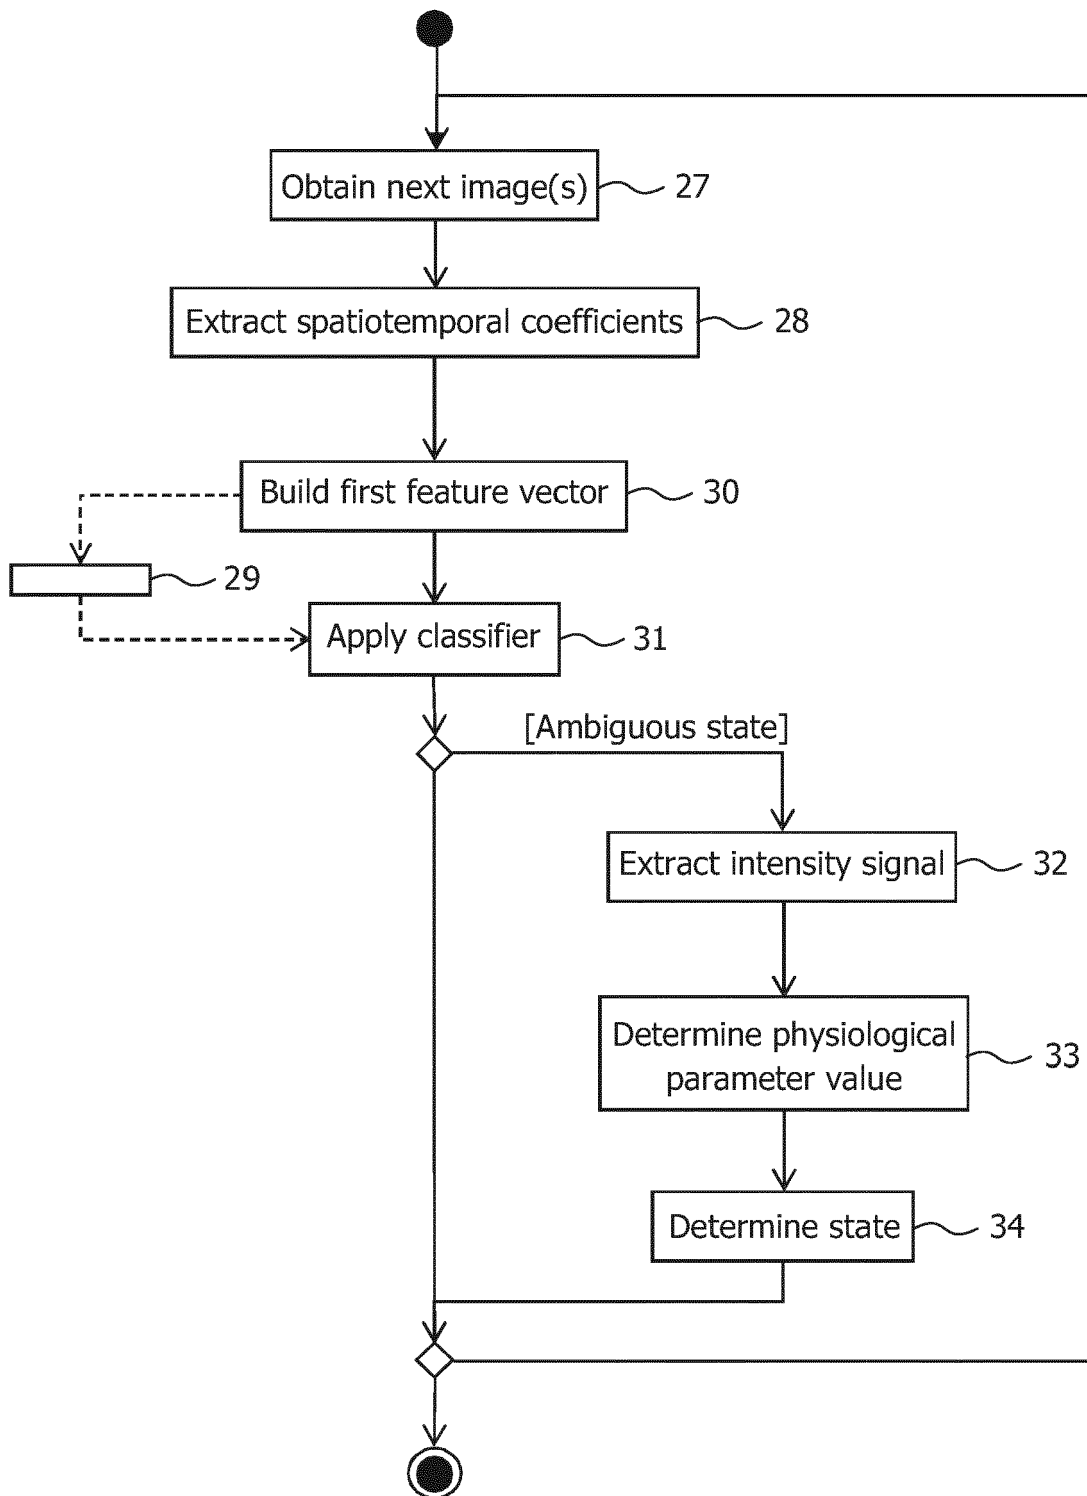 Obtain next image(s)
27
Extract spatiotemporal coefficients
28
Build first feature vector
30
29
Apply classifier
31
[Ambiguous state]
Extract intensity signal
32
Determine physiological
parameter value
33
Determine state
34